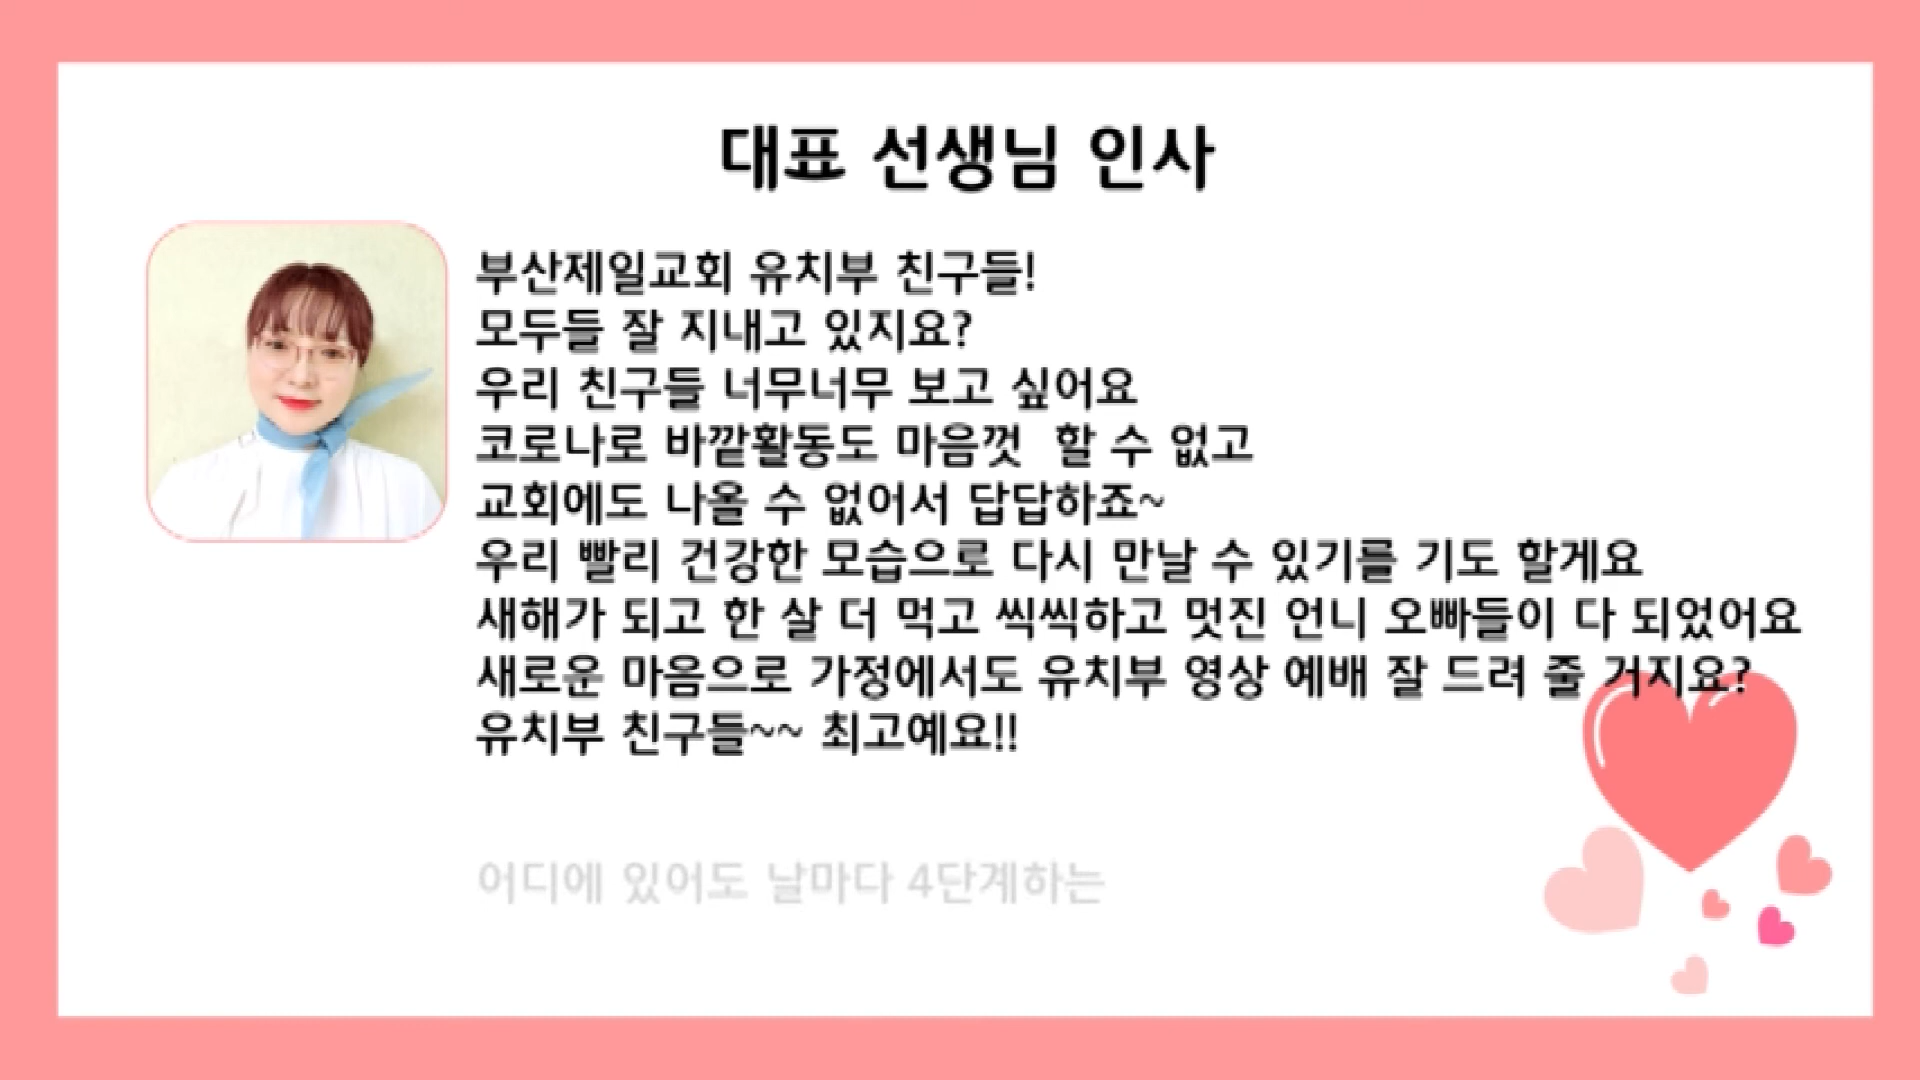 대표 선생님 인사
부산제일교회 유치부 친구들!
모두들 잘 지내고 있지요?
우리 친구들 너무너무 보고 싶어요
코로나로 바깥활동도 마음껏 할 수 없고
교회에도 나올 수 없어서 답답하죠~
우리 빨리 건강한 모습으로 다시 만날 수 있기를 기도 할게요
새해가 되고 한 살 더 먹고 씩씩하고 멋진 언니 오빠들이 다 되었어요
새로운 마음으로 가정에서도 유치부 영상 예배 잘 드려 줄 거지요?
유치부 친구들~~ 최고예요!!
어디에 있어도 날마다 4단계하는